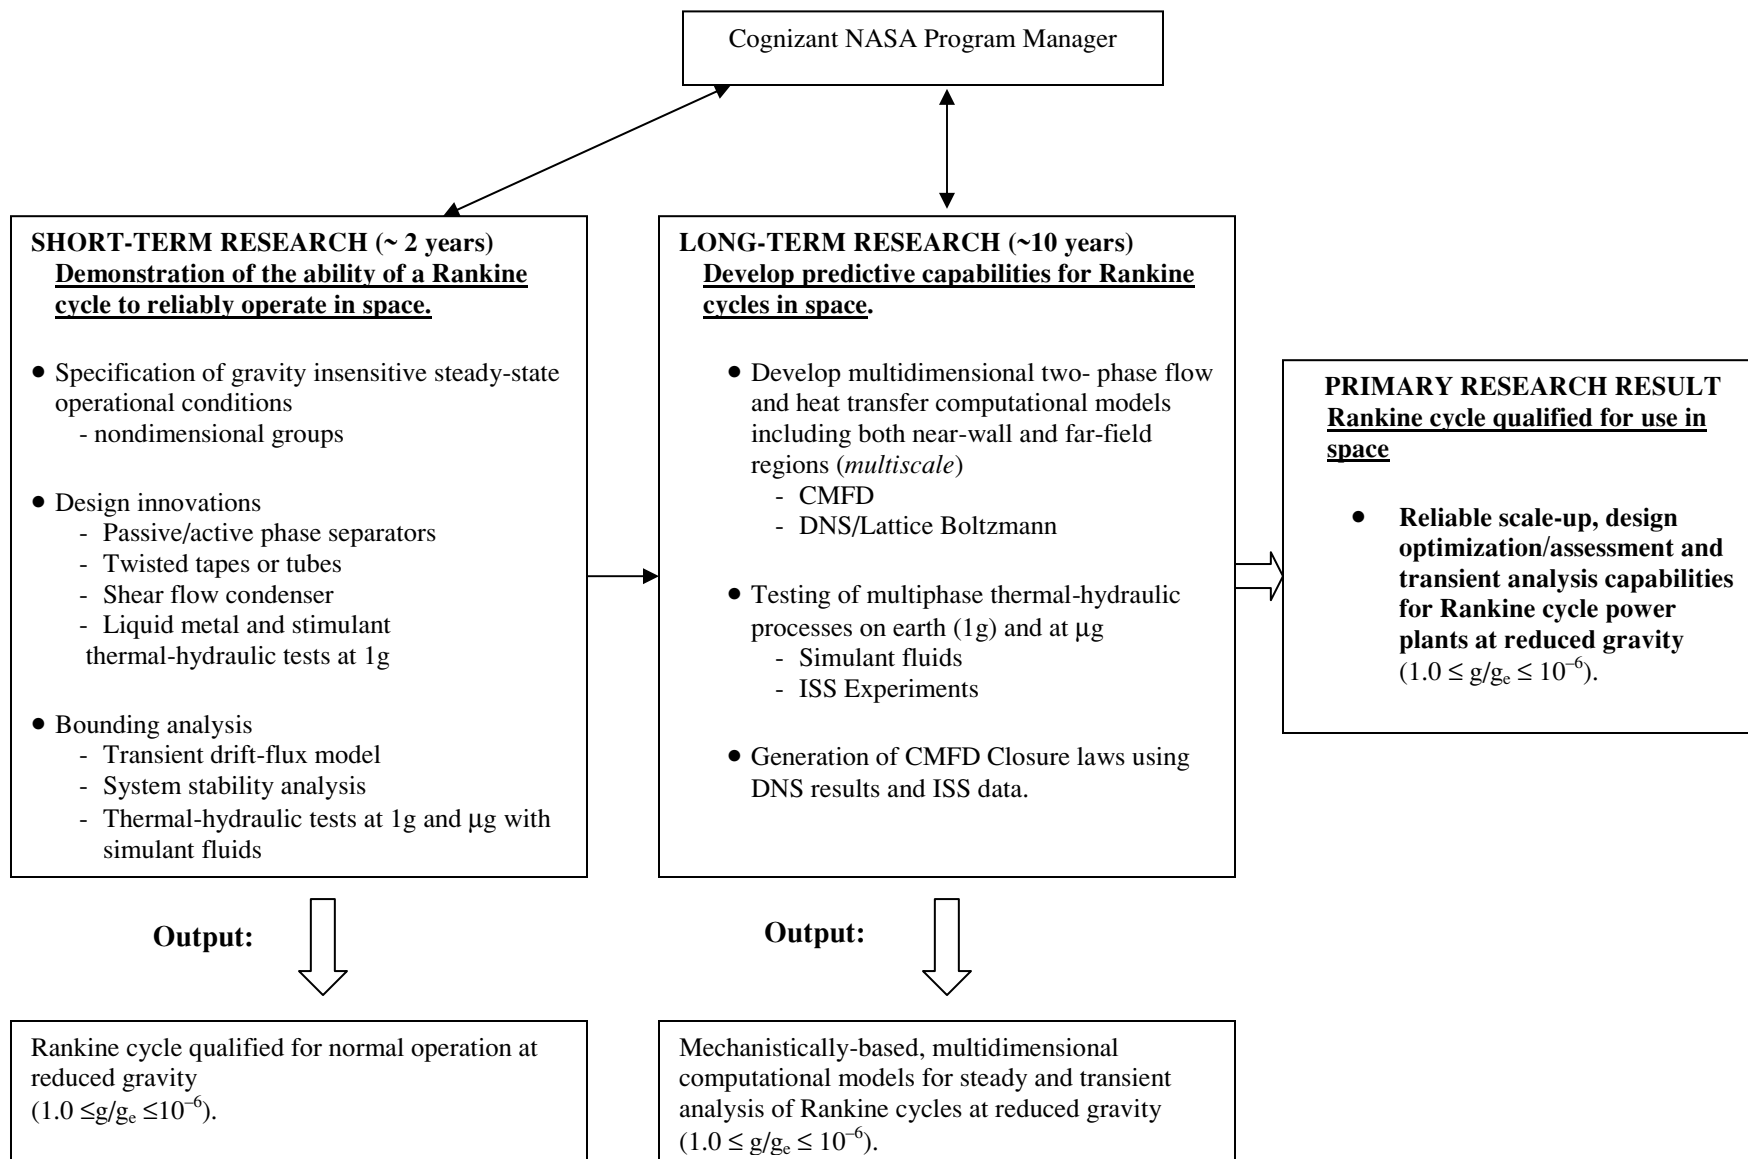 Cognizant NASA Program Manager
SHORT-TERM RESEARCH (~ 2 years)
Demonstration of the ability of a Rankine
cycle to reliably operate in space.
• Specification of gravity insensitive steady-state
operational conditions
- nondimensional groups
• Design innovations
- Passive/active phase separators
- Twisted tapes or tubes
- Shear flow condenser
- Liquid metal and stimulant
thermal-hydraulic tests at 1g
• Bounding analysis
- Transient drift-flux model
- System stability analysis
- Thermal-hydraulic tests at 1g and μg with
simulant fluids
LONG-TERM RESEARCH (~10 years)
Develop predictive capabilities for Rankine
cycles in space.
• Develop multidimensional two- phase flow
and heat transfer computational models
including both near-wall and far-field
regions (multiscale)
- CMFD
- DNS/Lattice Boltzmann
• Testing of multiphase thermal-hydraulic
processes on earth (1g) and at μg
- Simulant fluids
- ISS Experiments
• Generation of CMFD Closure laws using
DNS results and ISS data.
PRIMARY RESEARCH RESULT
Rankine cycle qualified for use in
space
• Reliable scale-up, design
optimization/assessment and
transient analysis capabilities
for Rankine cycle power
plants at reduced gravity
(1.0 ≤ g/gₑ ≤ 10⁻⁶).
Output:
Output:
Rankine cycle qualified for normal operation at
reduced gravity
(1.0 ≤g/gₑ ≤10⁻⁶).
Mechanistically-based, multidimensional
computational models for steady and transient
analysis of Rankine cycles at reduced gravity
(1.0 ≤ g/gₑ ≤ 10⁻⁶).